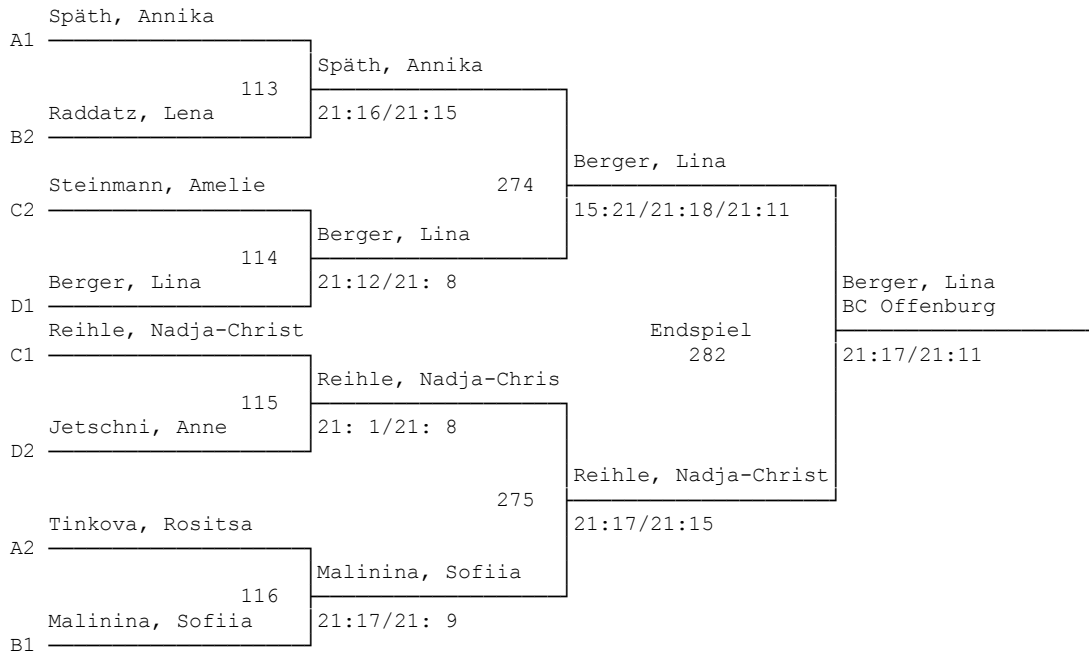 Späth, Annika
A1
Späth, Annika
113
Raddatz, Lena
21:16/21:15
B2
Berger, Lina
Steinmann, Amelie
274
C2
15:21/21:18/21:11
Berger, Lina
114
Berger, Lina
21:12/21: 8
Berger, Lina
D1
BC Offenburg
Reihle, Nadja-Christ
Endspiel
C1
282
21:17/21:11
Reihle, Nadja-Chris
115
Jetschni, Anne
21: 1/21: 8
D2
Reihle, Nadja-Christ
275
Tinkova, Rositsa
21:17/21:15
A2
Malinina, Sofiia
116
Malinina, Sofiia
21:17/21: 9
B1